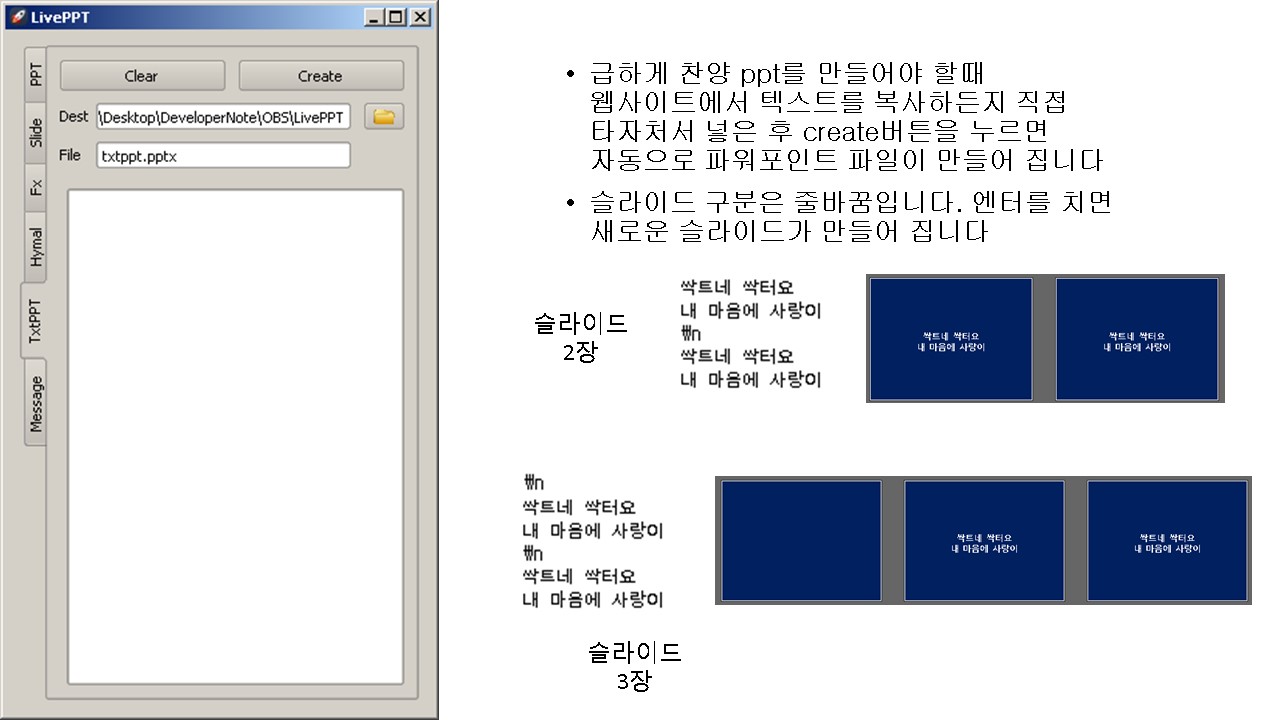 LivePPT
PPT
Slide
Fx
Hymal
TxtPPT
Message
Clear
Create
Dest
\Desktop\DeveloperNote\OBS\LivePPT
File
txtppt.pptx
• 급하게 찬양 ppt를 만들어야 할때
웹사이트에서 텍스트를 복사하든지 직접
타자처서 넣은 후 create버튼을 누르면
자동으로 파워포인트 파일이 만들어 집니다
• 슬라이드 구분은 줄바꿈입니다. 엔터를 치면
새로운 슬라이드가 만들어 집니다
슬라이드
2장
싹트네 싹터요
내 마음에 사랑이
₩n
싹트네 싹터요
내 마음에 사랑이
싹트네 싹터요
내 마음에 사랑이
싹트네 싹터요
내 마음에 사랑이
₩n
싹트네 싹터요
내 마음에 사랑이
₩n
싹트네 싹터요
내 마음에 사랑이
싹트네 싹터요
내 마음에 사랑이
싹트네 싹터요
내 마음에 사랑이
슬라이드
3장